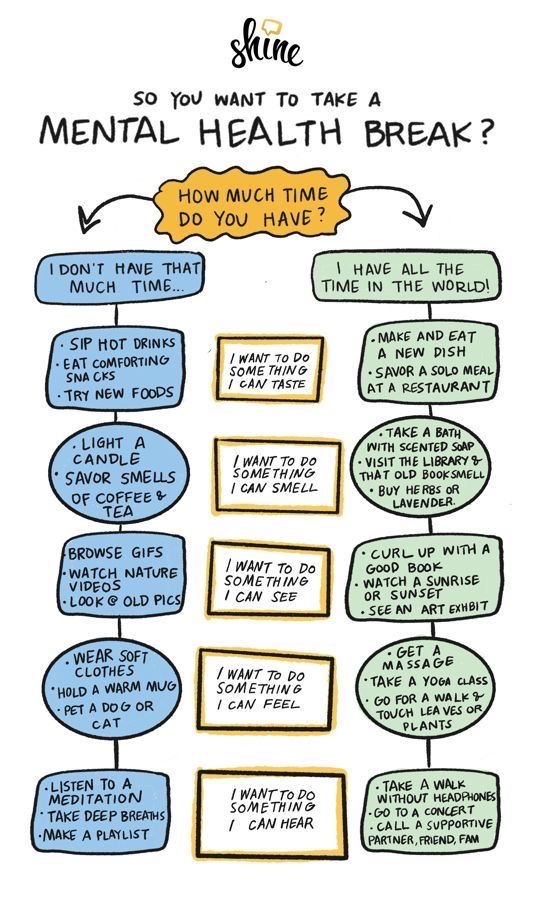 shine
SO YOU WANT TO TAKE A
MENTAL HEALTH BREAK?
HOW MUCH TIME
DO YOU HAVE?
I DON'T HAVE THAT
MUCH TIME...
I HAVE ALL THE
TIME IN THE WORLD!
• SIP HOT DRINKS
• EAT COMFORTING
SNACKS
• TRY NEW FOODS
I WANT TO DO
SOMETHING
I CAN TASTE
• MAKE AND EAT
A NEW DISH
• SAVOR A SOLO MEAL
AT A RESTAURANT
• LIGHT A
CANDLE
• SAVOR SMELLS
OF COFFEE &
TEA
I WANT TO DO
SOMETHING
I CAN SMELL
• TAKE A BATH
WITH SCENTED SOAP
• VISIT THE LIBRARY &
THAT OLD BOOK SMELL
• BUY HERBS OR
LAVENDER.
• BROWSE GIFS
• WATCH NATURE
VIDEOS
• LOOK @ OLD PICS
I WANT TO DO
SOMETHING
I CAN SEE
• CURL UP WITH A
GOOD BOOK
• WATCH A SUNRISE
OR SUNSET
• SEE AN ART EXHBIT
• WEAR SOFT
CLOTHES
• HOLD A WARM MUG
• PET A DOG OR
CAT
I WANT TO DO
SOMETHING
I CAN FEEL
• GET A
MASSAGE
• TAKE A YOGA CLASS
• GO FOR A WALK &
TOUCH LEAVES OR
PLANTS
• LISTEN TO A
MEDITATION
• TAKE DEEP BREATHS
• MAKE A PLAYLIST
I WANT TO DO
SOMETHING
I CAN HEAR
• TAKE A WALK
WITHOUT HEADPHONES
• GO TO A CONCERT
• CALL A SUPPORTIVE
PARTNER, FRIEND, FAM